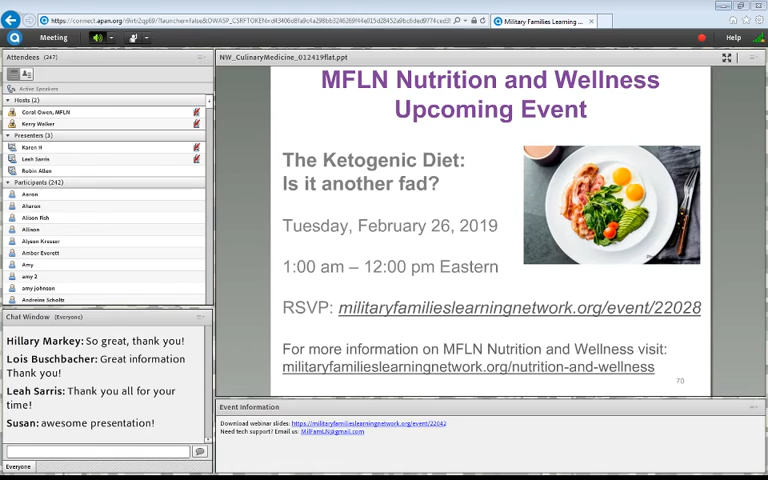 Military Families Learning ...
Meeting
Help
Attendees (247)
Active Speakers
Hosts (2)
Coral Owen, MFLN
Kerry Walker
Presenters (3)
Karen H
Leah Sarris
Robin Allen
Participants (242)
Aaron
Aharon
Alison Fish
Allison
Alyson Kresser
Amber Everett
Amy
amy 2
amy johnson
Andreine Scholtz
Chat Window (Everyone)
Hillary Markey: So great, thank you!
Lois Buschbacher: Great information
Thank you!
Leah Sarris: Thank you all for your
time!
Susan: awesome presentation!
Everyone
NW_CulinaryMedicine_012419flat.ppt
MFLN Nutrition and Wellness
Upcoming Event
The Ketogenic Diet:
Is it another fad?
Tuesday, February 26, 2019
1:00 am – 12:00 pm Eastern
RSVP: militaryfamilieslearningnetwork.org/event/22028
For more information on MFLN Nutrition and Wellness visit:
militaryfamilieslearningnetwork.org/nutrition-and-wellness
70
Event Information
Download webinar slides: https://militaryfamilieslearningnetwork.org/event/22042
Need tech support? Email us: MilFamLN@gmail.com